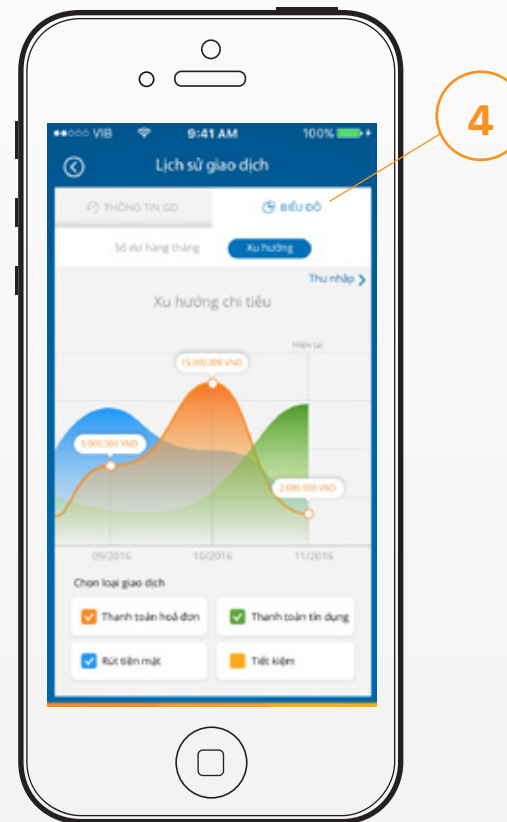 VIB 9:41 AM 100%
Lịch sử giao dịch
4
THÔNG TIN GD BIỂU ĐỒ
Số dư hàng tháng Xu hướng
Thu nhập
Xu hướng chi tiêu
Hiện tại
15.000.000 VND
5.000.000 VND
2.000.000 VND
09/2016 10/2016 11/2016
Chọn loại giao dịch
Thanh toán hoá đơn Thanh toán tín dụng
Rút tiền mặt Tiết kiệm